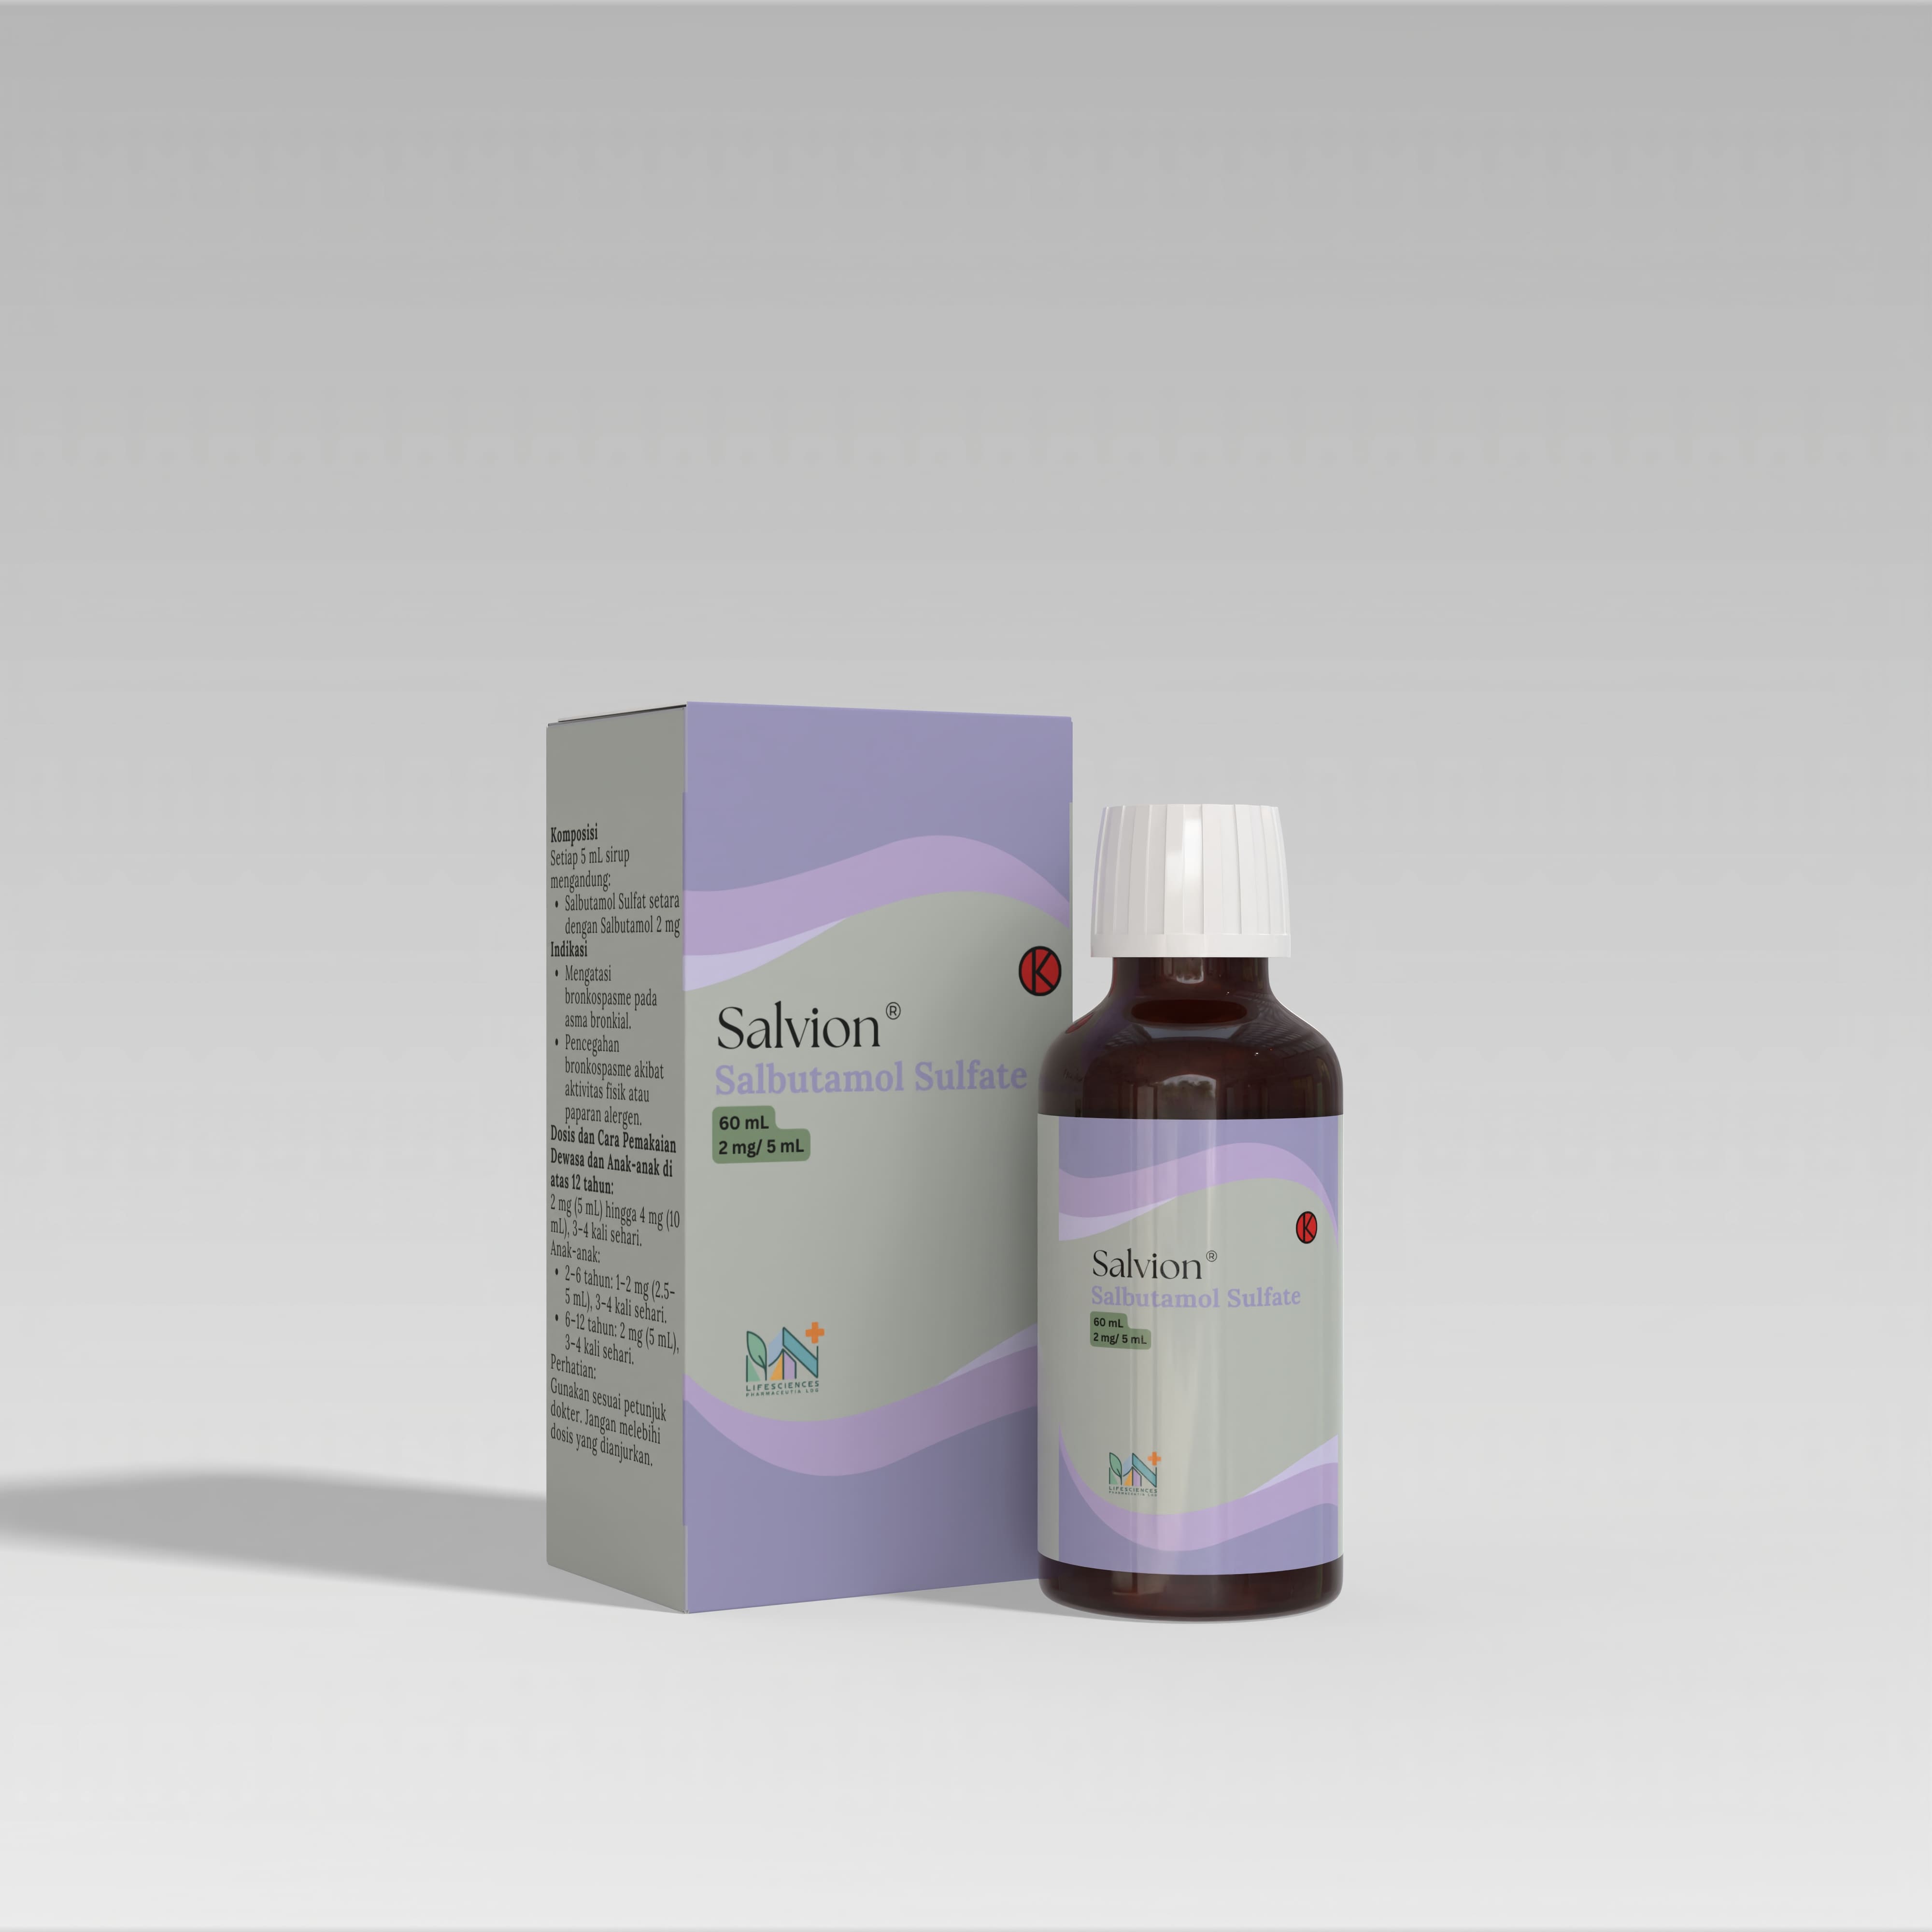 Komposisi
Setiap 5 mL sirup
mengandung:
• Salbutamol Sulfat setara
dengan Salbutamol 2 mg
Indikasi
• Mengatasi
bronkospasme pada
asma bronkial.
• Pencegahan
bronkospasme akibat
aktivitas fisik atau
paparan alergen.
Dosis dan Cara Pemakaian
Dewasa dan Anak-anak di
atas 12 tahun:
2 mg (5 mL) hingga 4 mg (10
mL), 3-4 kali sehari.
Anak-anak:
• 2-6 tahun: 1-2 mg (2.5-
5 mL), 3-4 kali sehari.
• 6-12 tahun: 2 mg (5 mL),
3-4 kali sehari.
Perhatian:
Gunakan sesuai petunjuk
dokter. Jangan melebihi
dosis yang dianjurkan.
K
Salvion®
Salbutamol Sulfate
60 mL
2 mg/ 5 mL
LIFESCIENCES
PHARMACEUTIA LOG
K
Salvion®
Salbutamol Sulfate
60 mL
2 mg/ 5 mL
LIFESCIENCES
PHARMACEUTIA LOG